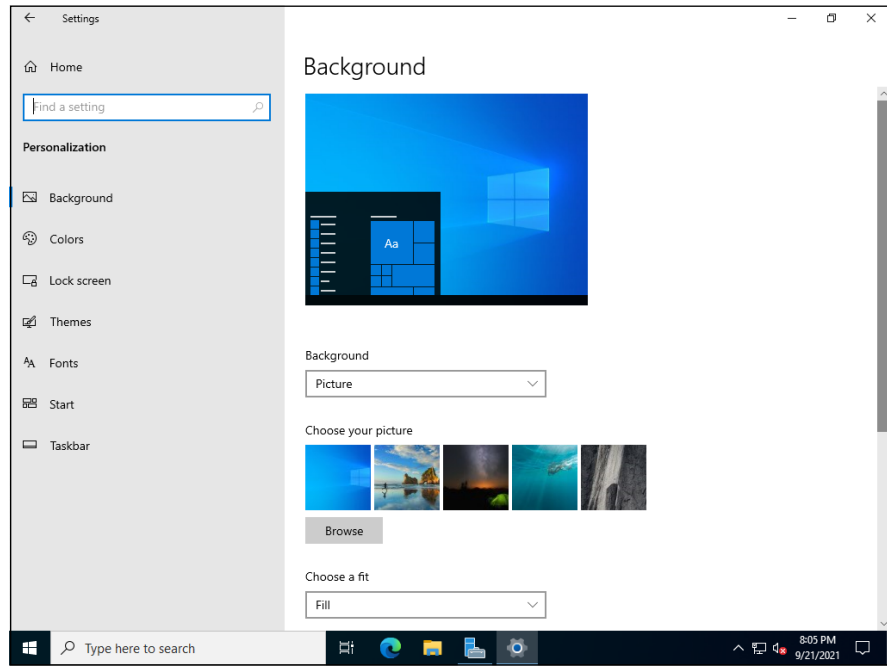 Settings
Home
Find a setting
Personalization
Background
Colors
Lock screen
Themes
Fonts
Start
Taskbar
Background
Aa
Background
Picture
Choose your picture
Browse
Choose a fit
Fill
Type here to search
8:05 PM
9/21/2021